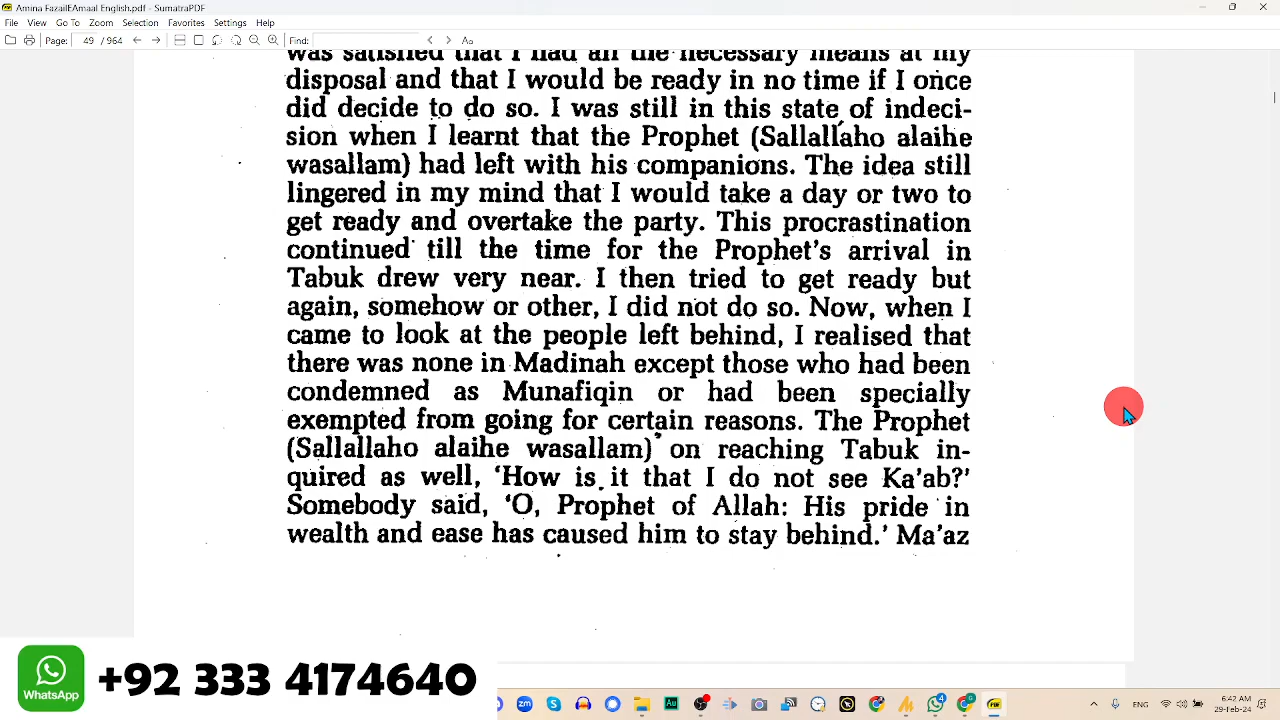 Amina FazailEAmaal English.pdf - SumatraPDF
File View Go To Zoom Favorites Settings Help
Page: 49 / 964 Find: Aa
was satisfied that I had all the necessary means at my
disposal and that I would be ready in no time if I once
did decide to do so. I was still in this state of indeci-
sion when I learnt that the Prophet (Sallallaho alaihe
wasallam) had left with his companions. The idea still
lingered in my mind that I would take a day or two to
get ready and overtake the party. This procrastination
continued till the time for the Prophet's arrival in
Tabuk drew very near. I then tried to get ready but
again, somehow or other, I did not do so. Now, when I
came to look at the people left behind, I realised that
there was none in Madinah except those who had been
condemned as Munafiqin or had been specially
exempted from going for certain reasons. The Prophet
(Sallallaho alaihe wasallam) on reaching Tabuk in-
quired as well, 'How is it that I do not see Ka'ab?'
Somebody said, 'O, Prophet of Allah: His pride in
wealth and ease has caused him to stay behind.' Ma'az
WhatsApp
+92 333 4174640
zm
Au
4
ENG
6:42 AM
24-Feb-24